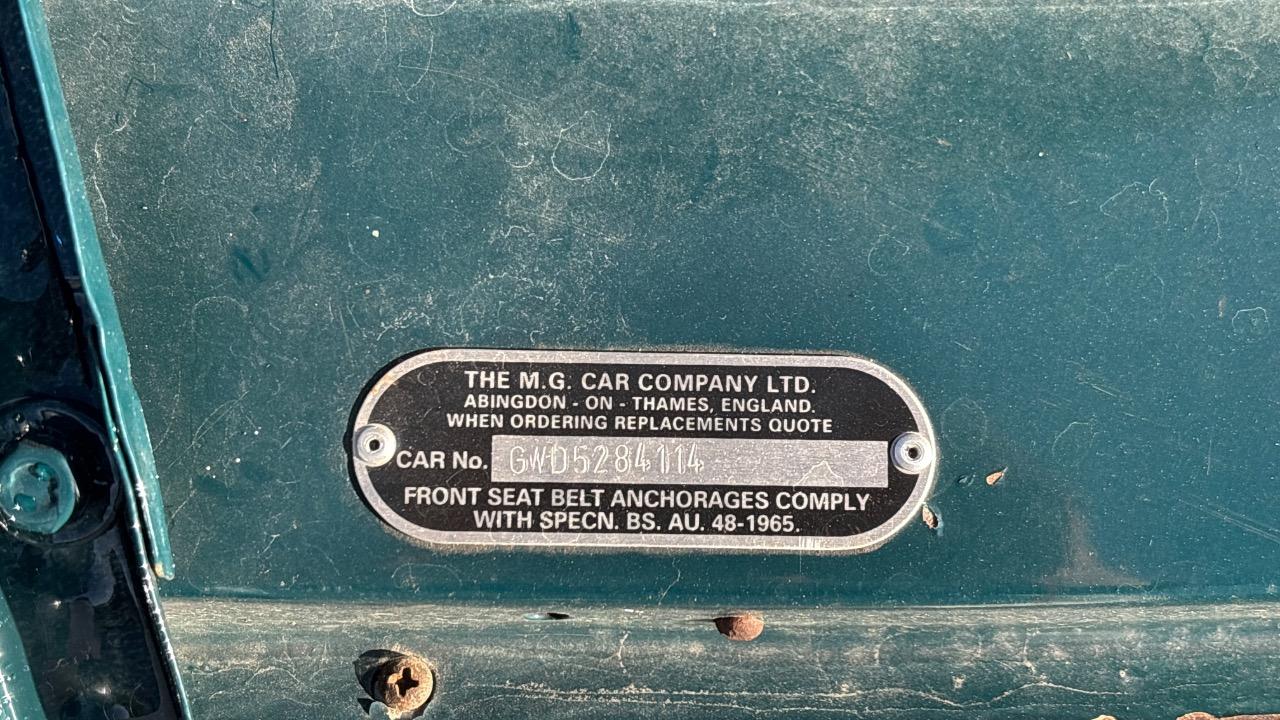 THE M.G. CAR COMPANY LTD.
ABINGDON - ON - THAMES, ENGLAND.
WHEN ORDERING REPLACEMENTS QUOTE
CAR No. GWD5284114
FRONT SEAT BELT ANCHORAGES COMPLY
WITH SPECN. BS. AU. 48-1965.